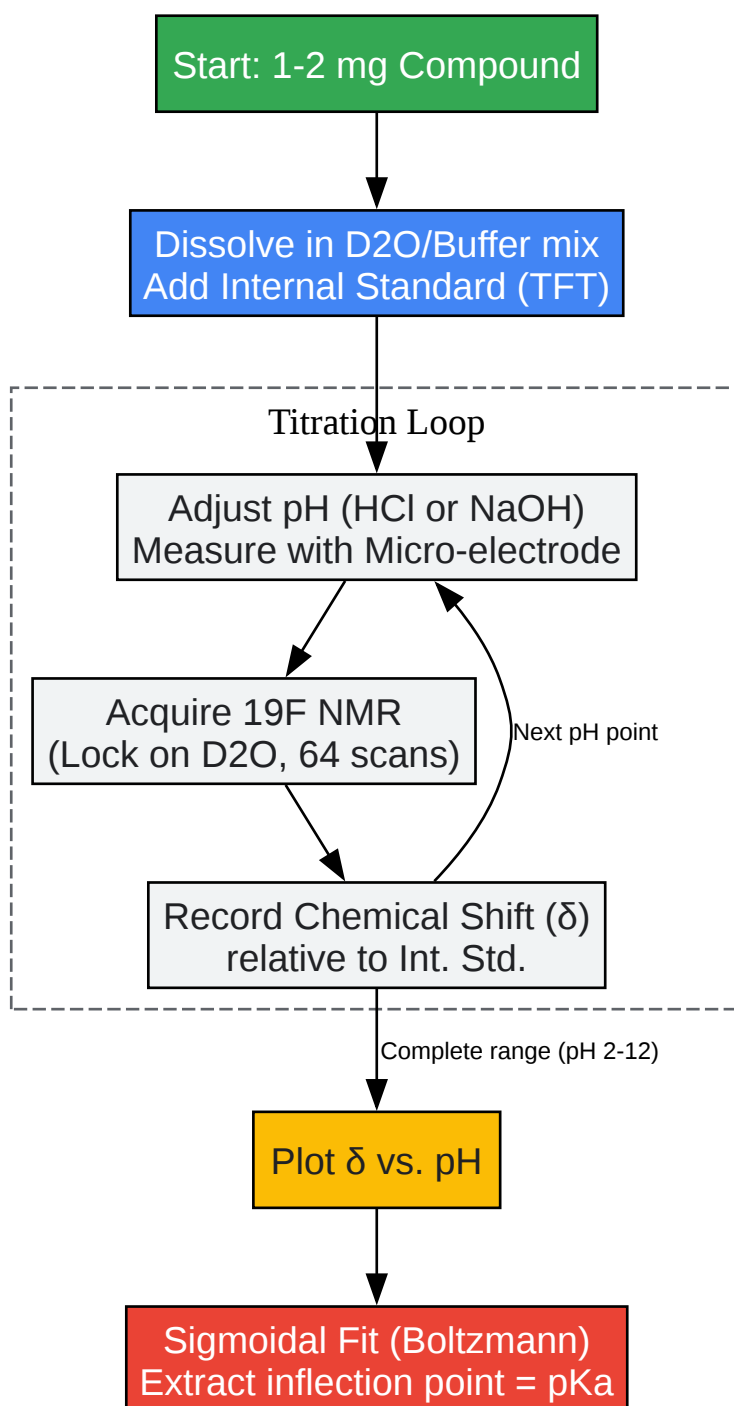 Start: 1-2 mg Compound
Dissolve in D2O/Buffer mix
Add Internal Standard (TFT)
Titration Loop
Adjust pH (HCl or NaOH)
Measure with Micro-electrode
Acquire 19F NMR
(Lock on D2O, 64 scans)
Next pH point
Record Chemical Shift (δ)
relative to Int. Std.
Complete range (pH 2-12)
Plot δ vs. pH
Sigmoidal Fit (Boltzmann)
Extract inflection point = pKa